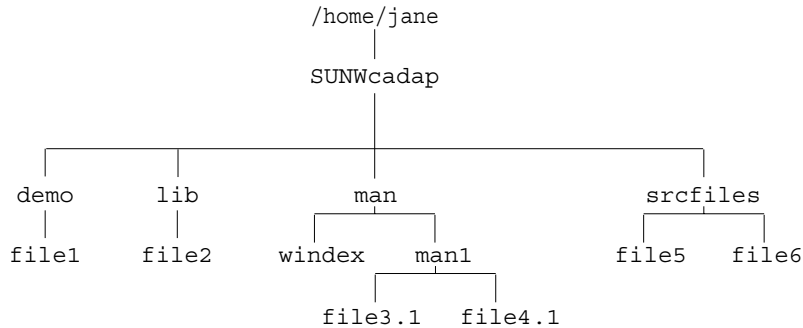 /home/jane
SUNWcadap
demo lib man srcfiles
file1 file2 windex man1 file5 file6
file3.1 file4.1